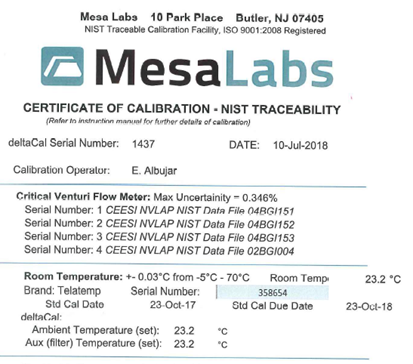 Mesa Labs 10 Park Place Butler, NJ 07405
NIST Traceable Calibration Facility, ISO 9001:2008 Registered
MesaLabs
CERTIFICATE OF CALIBRATION - NIST TRACEABILITY
(Refer to instruction manual for further details of calibration)
deltaCal Serial Number: 1437 DATE: 10-Jul-2018
Calibration Operator: E. Albujar
Critical Venturi Flow Meter: Max Uncertainity = 0.346%
Serial Number: 1 CEESI NVLAP NIST Data File 04BGI151
Serial Number: 2 CEESI NVLAP NIST Data File 04BGI152
Serial Number: 3 CEESI NVLAP NIST Data File 04BGI153
Serial Number: 4 CEESI NVLAP NIST Data File 02BGI004
Room Temperature: +- 0.03°C from -5°C - 70°C Room Temp 23.2 °C
Brand: Telatemp Serial Number: 358654
Std Cal Date 23-Oct-17 Std Cal Due Date 23-Oct-18
deltaCal:
Ambient Temperature (set): 23.2 °C
Aux (filter) Temperature (set): 23.2 °C